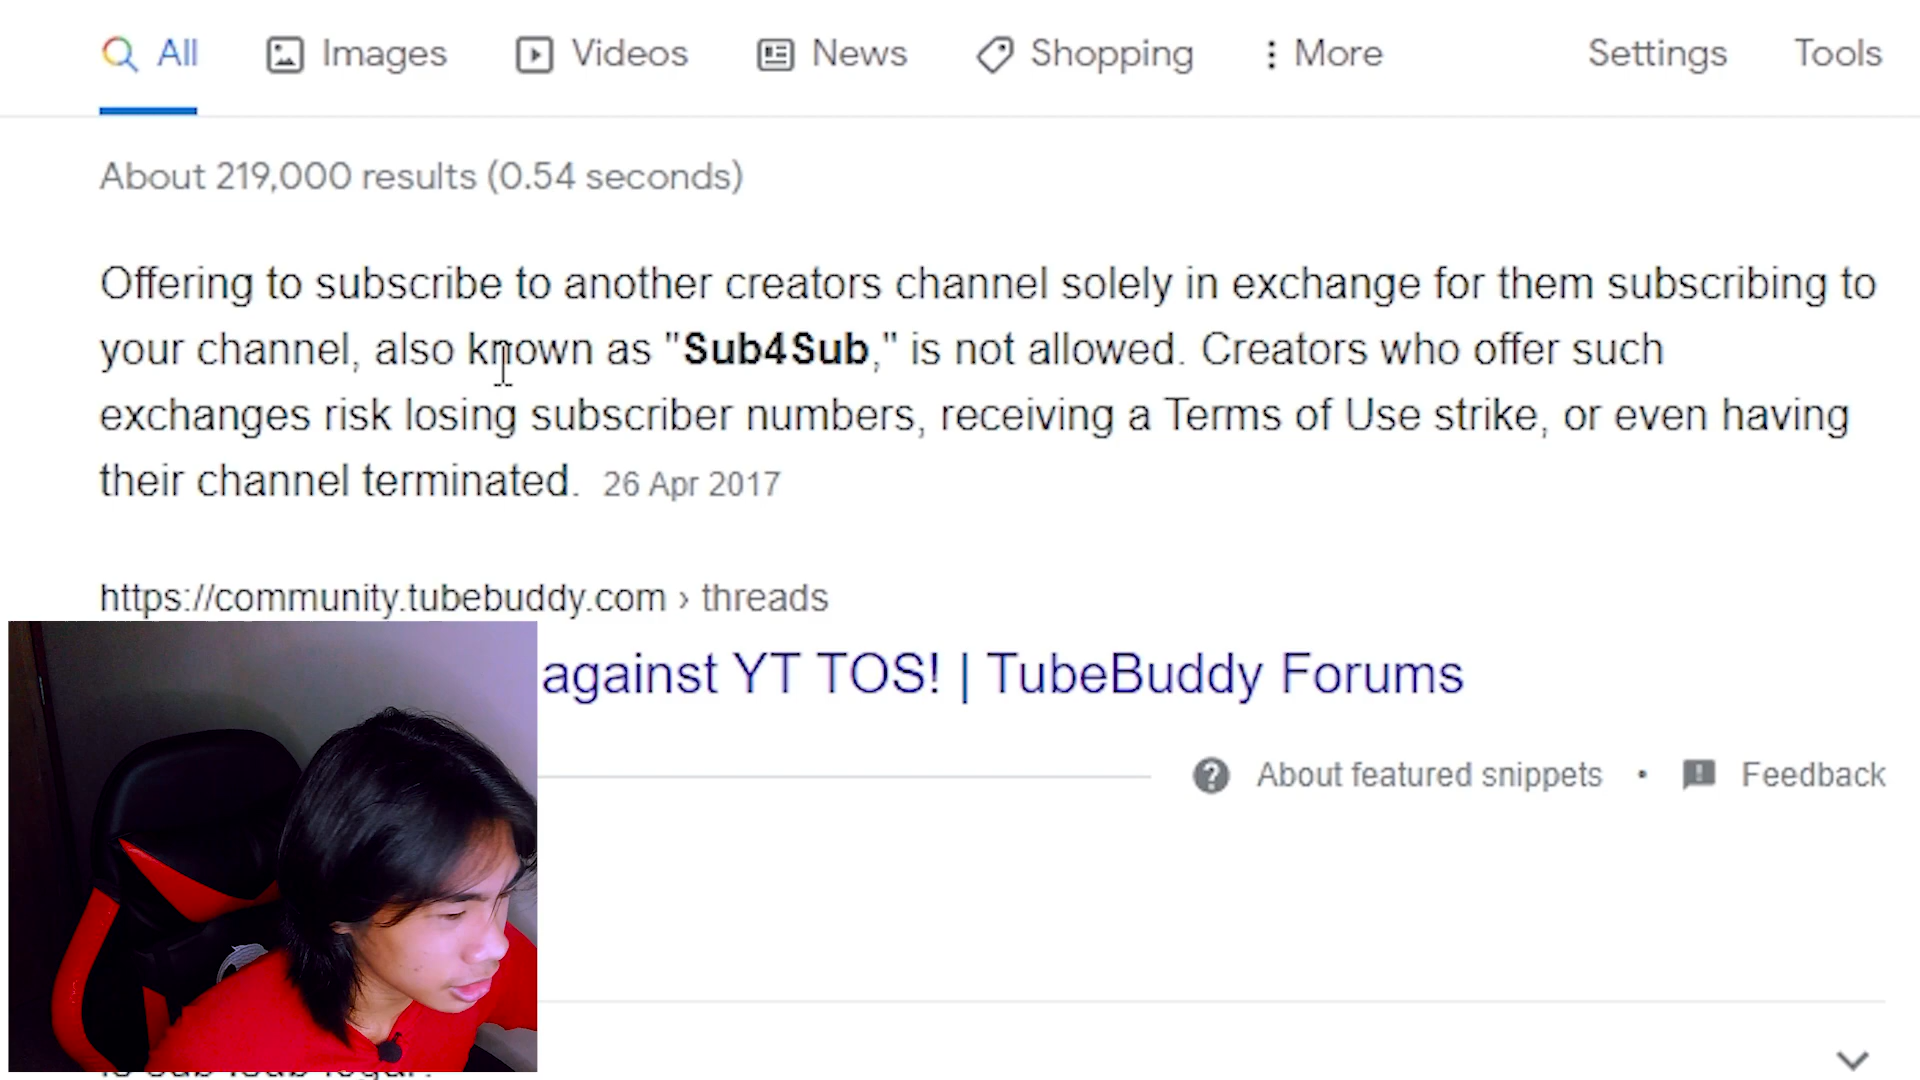 All Images Videos News Shopping More Settings Tools
About 219,000 results (0.54 seconds)
Offering to subscribe to another creators channel solely in exchange for them subscribing to
your channel, also known as "Sub4Sub," is not allowed. Creators who offer such
exchanges risk losing subscriber numbers, receiving a Terms of Use strike, or even having
their channel terminated. 26 Apr 2017
https://community.tubebuddy.com › threads
against YT TOS! | TubeBuddy Forums
About featured snippets • Feedback